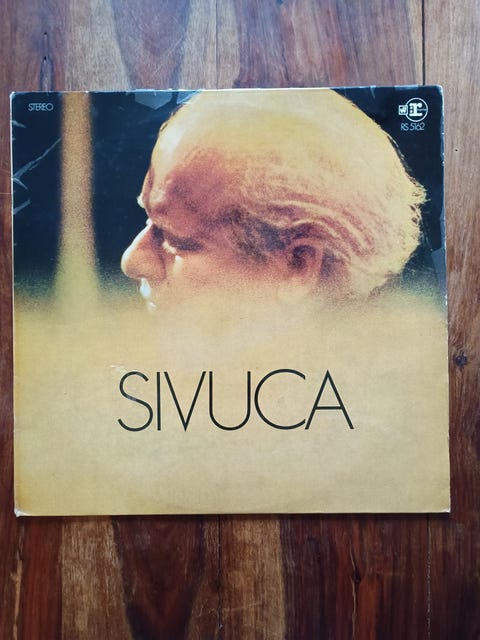 STEREO
W r
RS 5162
SIVUCA